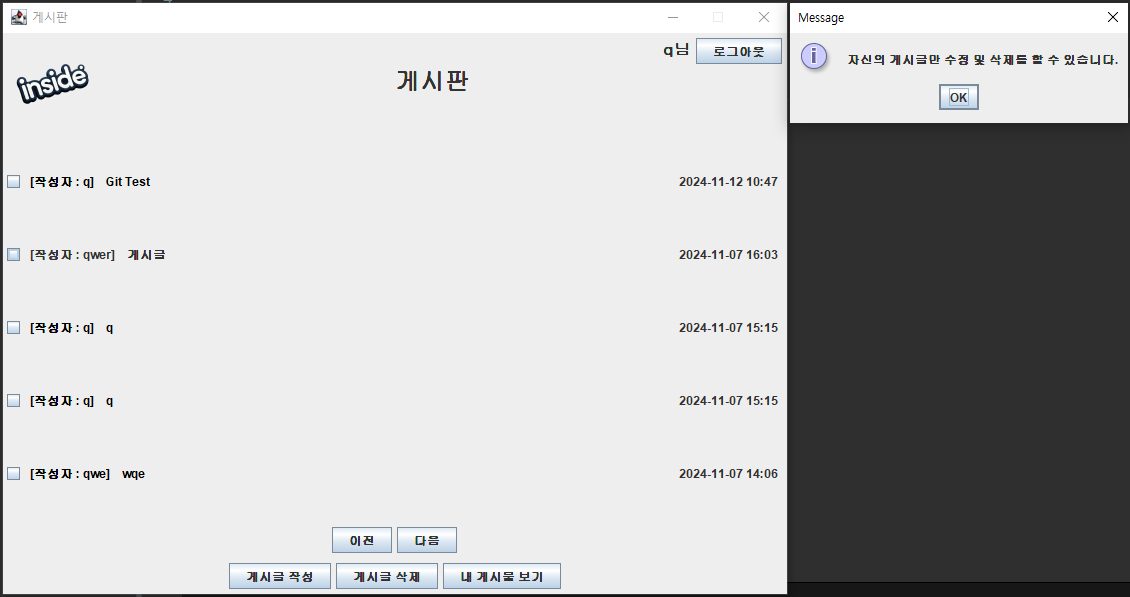 게시판
q님 로그아웃
inside
게시판
[작성자 : q] Git Test 2024-11-12 10:47
[작성자 : qwer] 게시글 2024-11-07 16:03
[작성자 : q] q 2024-11-07 15:15
[작성자 : q] q 2024-11-07 15:15
[작성자 : qwe] wqe 2024-11-07 14:06
이전 다음
게시글 작성 게시글 삭제 내 게시물 보기
Message
자신의 게시글만 수정 및 삭제를 할 수 있습니다.
OK